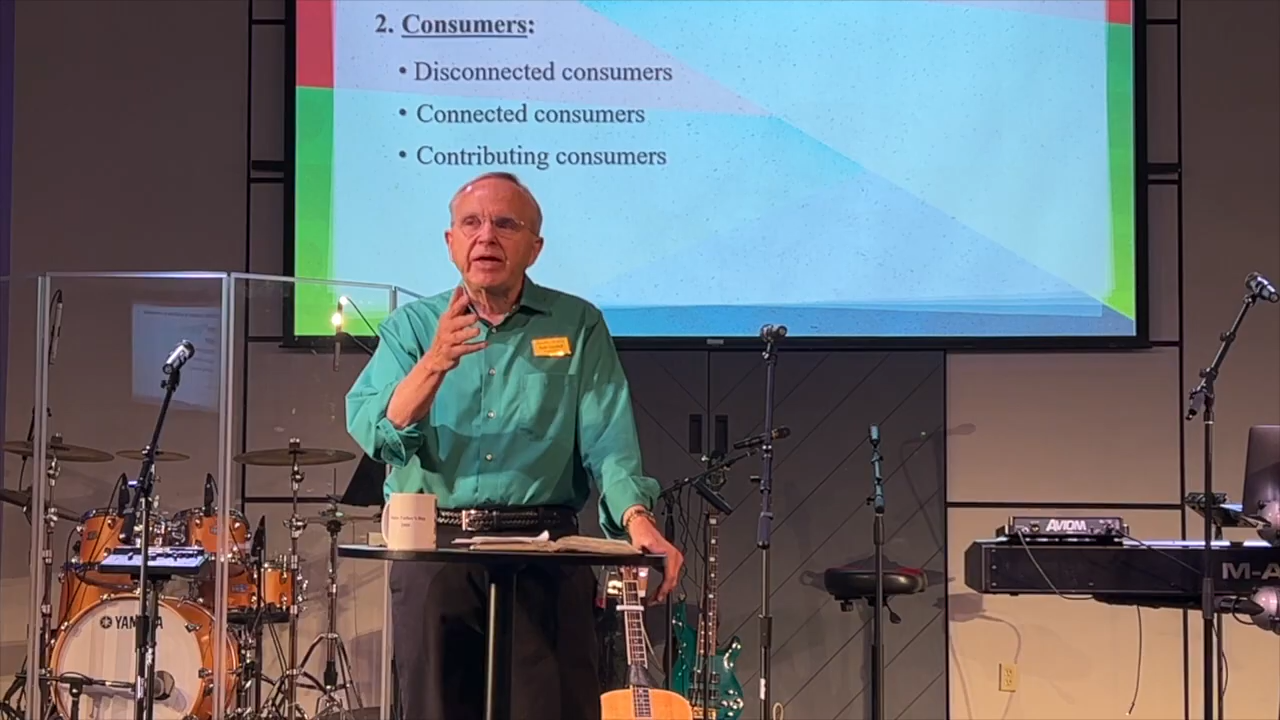 2. Consumers:
• Disconnected consumers
• Connected consumers
• Contributing consumers
YAMAHA
AVIOM
M-A